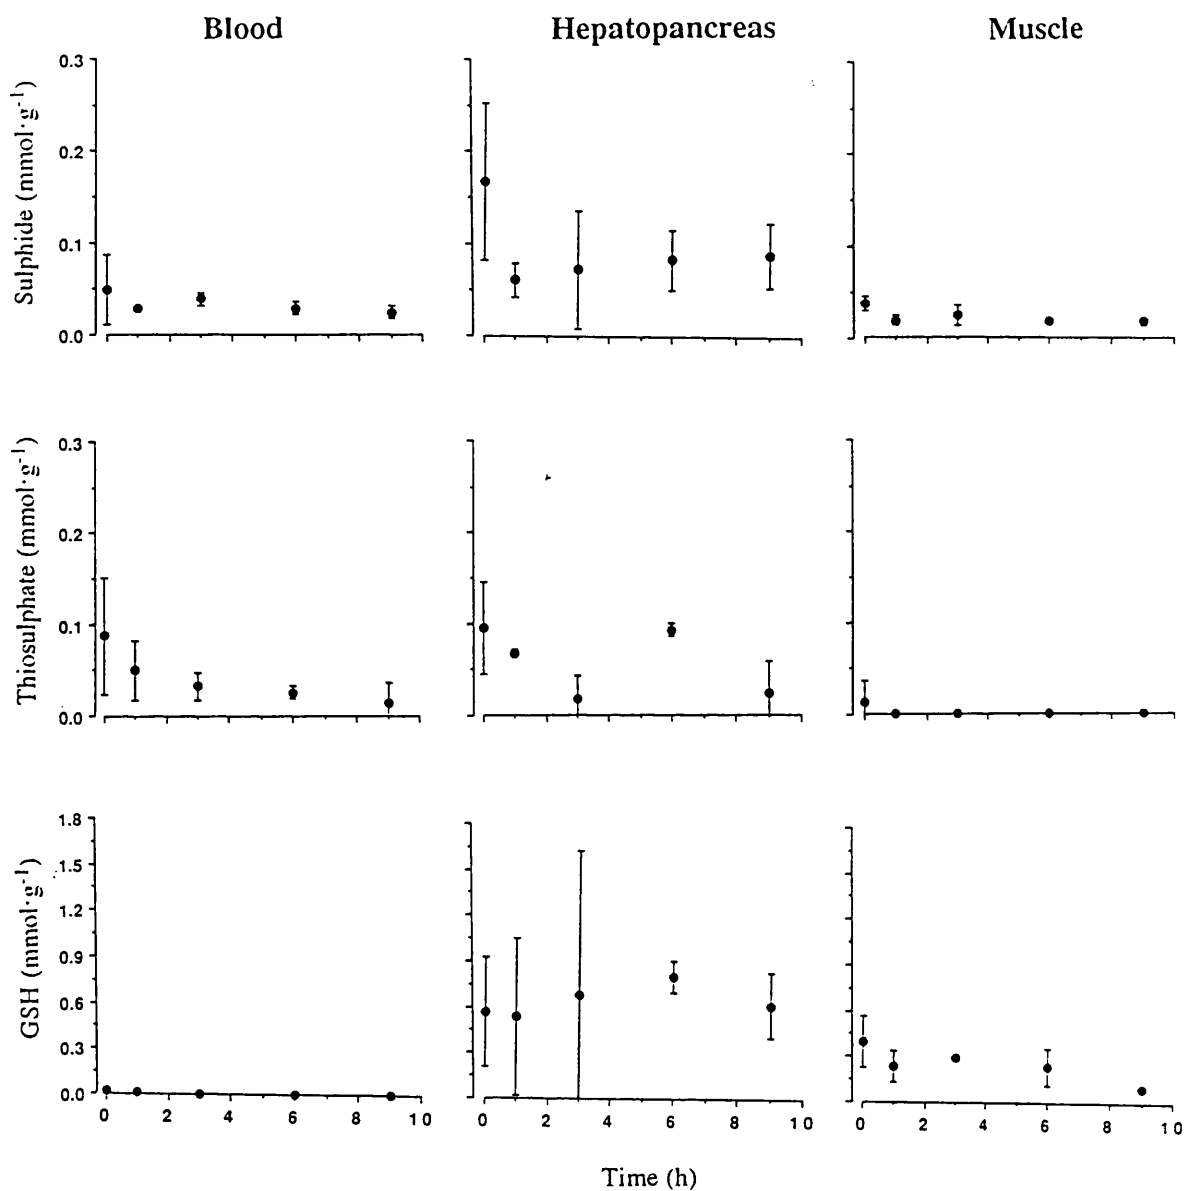 Blood Hepatopancreas Muscle
Sulphide (mmol·g⁻¹)
0.3
0.2
0.1
0.0
Thiosulphate (mmol·g⁻¹)
0.3
0.2
0.1
0.0
GSH (mmol·g⁻¹)
1.8
1.5
1.2
0.9
0.6
0.3
0.0
0 2 4 6 8 10 0 2 4 6 8 10 0 2 4 6 8 10
Time (h)